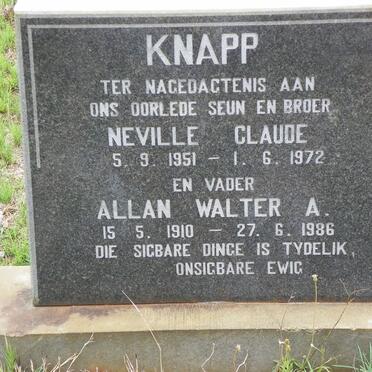 KNAPP
TER NAGEDAGTENIS AAN
ONS OORLEDE SEUN EN BROER
NEVILLE CLAUDE
5. 9. 1951 – 1. 6. 1972
EN VADER
ALLAN WALTER A.
15 5. 1910 – 27. 6. 1986
DIE SIGBARE DINGE IS TYDELIK,
ONSIGBARE EWIG